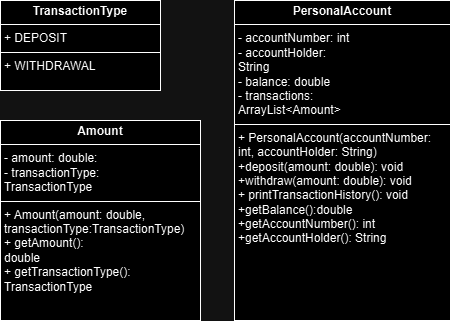 TransactionType
+ DEPOSIT
+ WITHDRAWAL
Amount
- amount: double:
- transactionType:
TransactionType
+ Amount(amount: double,
transactionType:TransactionType)
+ getAmount():
double
+ getTransactionType():
TransactionType
PersonalAccount
- accountNumber: int
- accountHolder:
String
- balance: double
- transactions:
ArrayList<Amount>
+ PersonalAccount(accountNumber:
int, accountHolder: String)
+deposit(amount: double): void
+withdraw(amount: double): void
+ printTransactionHistory(): void
+getBalance():double
+getAccountNumber(): int
+getAccountHolder(): String